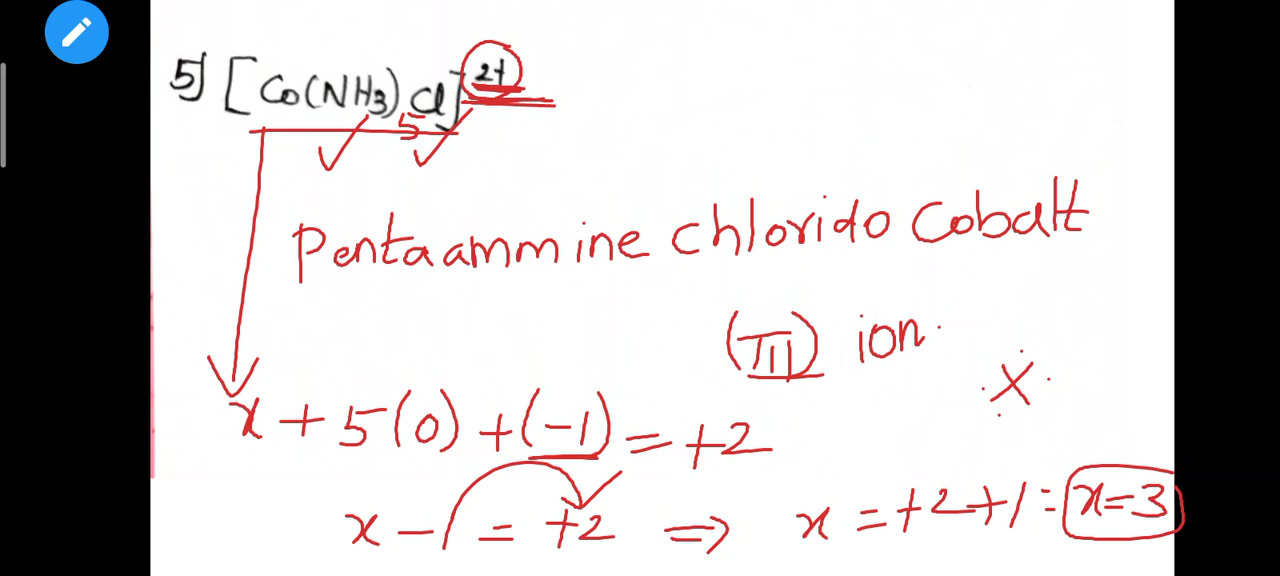 5) [Co(NH3)5Cl]2+
Pentaammine chlorido Cobalt
(III) ion.
x + 5(0) + (-1) = +2
x - 1 = +2 ⇒ x = +2+1 = x=3